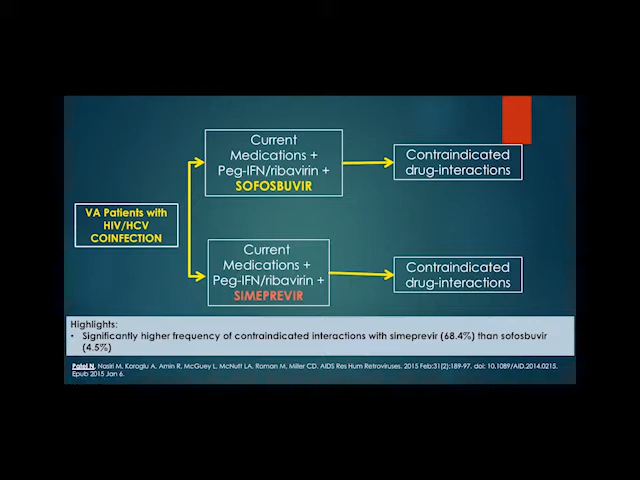 Current
Medications +
Peg-IFN/ribavirin +
SOFOSBUVIR
Contraindicated
drug-interactions
VA Patients with
HIV/HCV
COINFECTION
Current
Medications +
Peg-IFN/ribavirin +
SIMEPREVIR
Contraindicated
drug-interactions
Highlights:
• Significantly higher frequency of contraindicated interactions with simeprevir (68.4%) than sofosbuvir
(4.5%)
Patel N, Nasiri M, Koroglu A, Amin R, McGuey L, McNutt LA, Roman M, Miller CD. AIDS Res Hum Retroviruses. 2015 Feb;31(2):189-97. doi: 10.1089/AID.2014.0215.
Epub 2015 Jan 6.